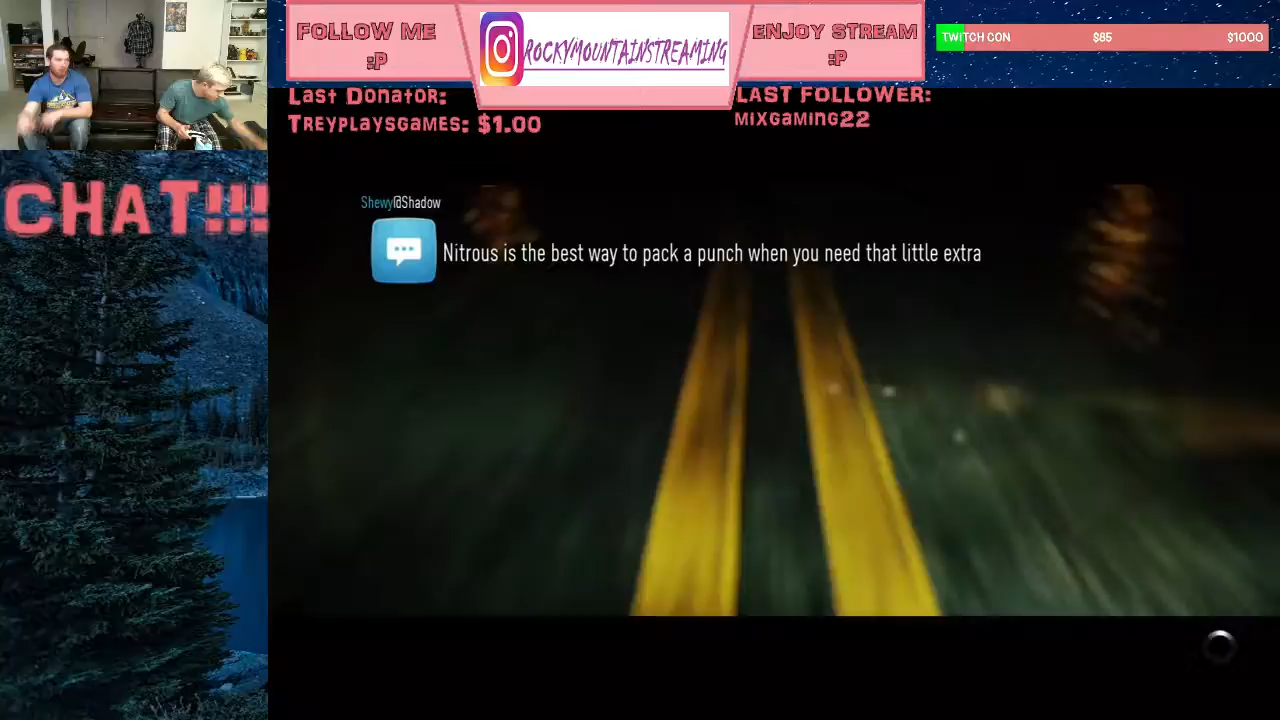 FOLLOW ME
:P
ROCKYMOUNTAINSTREAMING
ENJOY STREAM
:P
TWITCH CON $85 $1000
Last Donator:
Treyplaysgames: $1.00
LAST FOLLOWER:
mixgaming22
CHAT!!!
Shewy@Shadow
Nitrous is the best way to pack a punch when you need that little extra